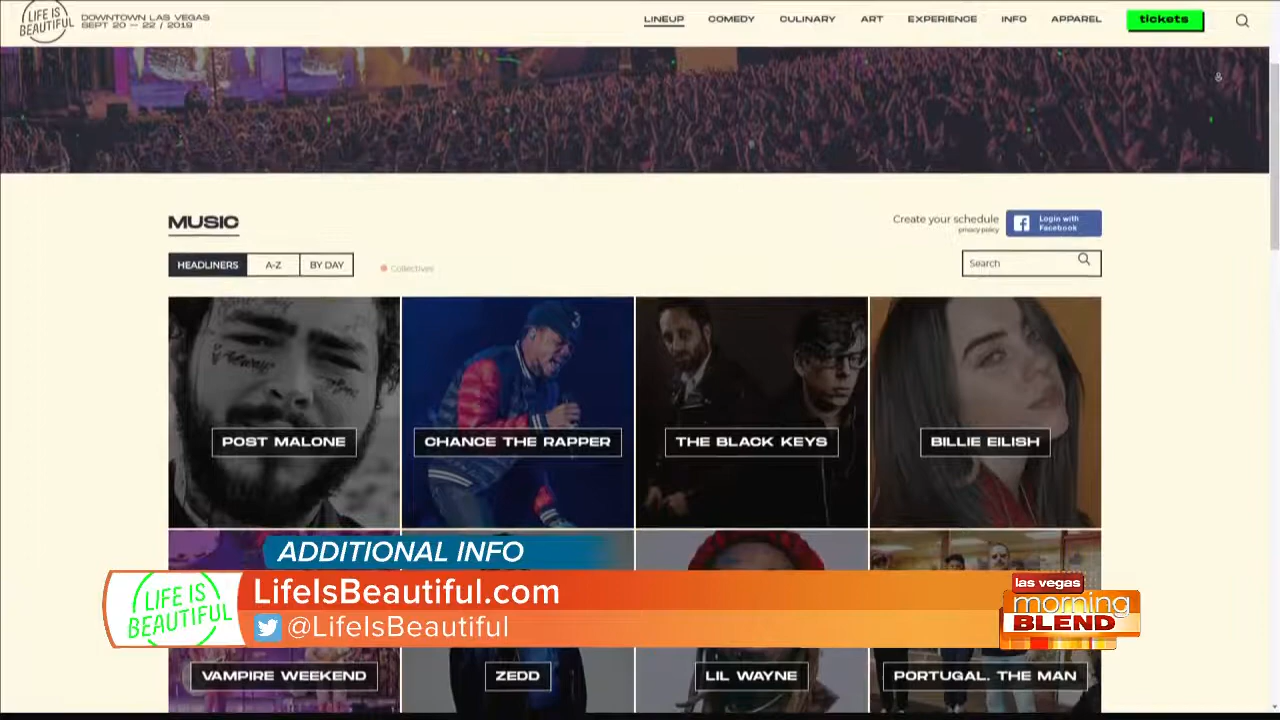 LIFE IS
BEAUTIFUL
DOWNTOWN LAS VEGAS
SEPT 20 — 22 / 2019
LINEUP
COMEDY
CULINARY
ART
EXPERIENCE
INFO
APPAREL
tickets
MUSIC
Create your schedule
privacy policy
Login with
Facebook
HEADLINERS
A-Z
BY DAY
Collectives
Search
POST MALONE
CHANCE THE RAPPER
THE BLACK KEYS
BILLIE EILISH
ADDITIONAL INFO
LIFE IS
BEAUTIFUL
LifeIsBeautiful.com
@LifeIsBeautiful
las vegas
morning
BLEND
VAMPIRE WEEKEND
ZEDD
LIL WAYNE
PORTUGAL. THE MAN